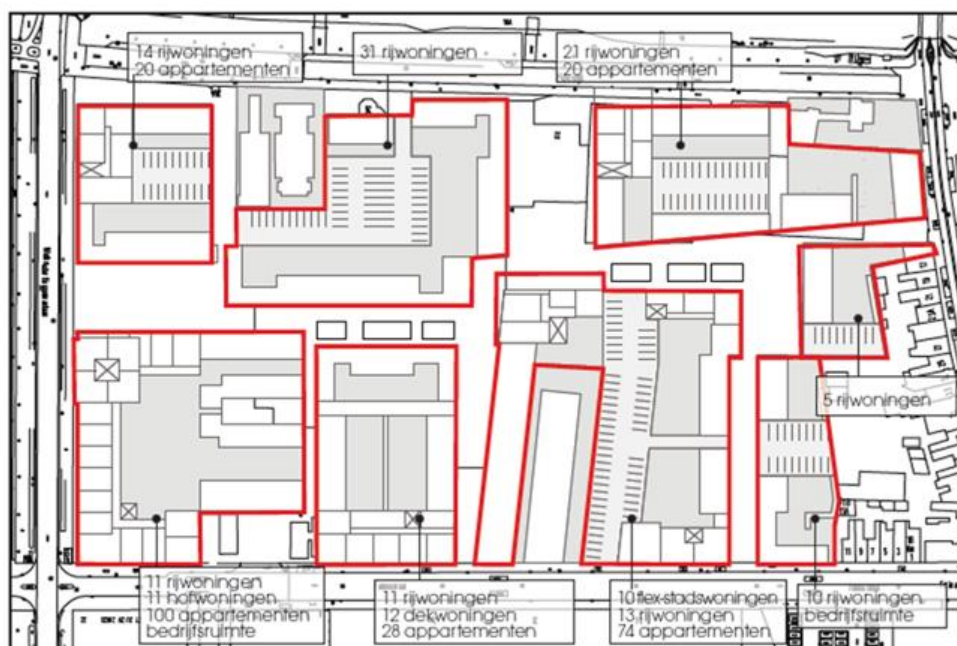 14 rijwoningen
20 appartementen
31 rijwoningen
21 rijwoningen
20 appartementen
5 rijwoningen
11 rijwoningen
11 hofwoningen
100 appartementen
bedrijfsruimte
11 rijwoningen
12 dekwoningen
28 appartementen
10 flex-stadswoningen
13 rijwoningen
74 appartementen
10 rijwoningen
bedrijfsruimte